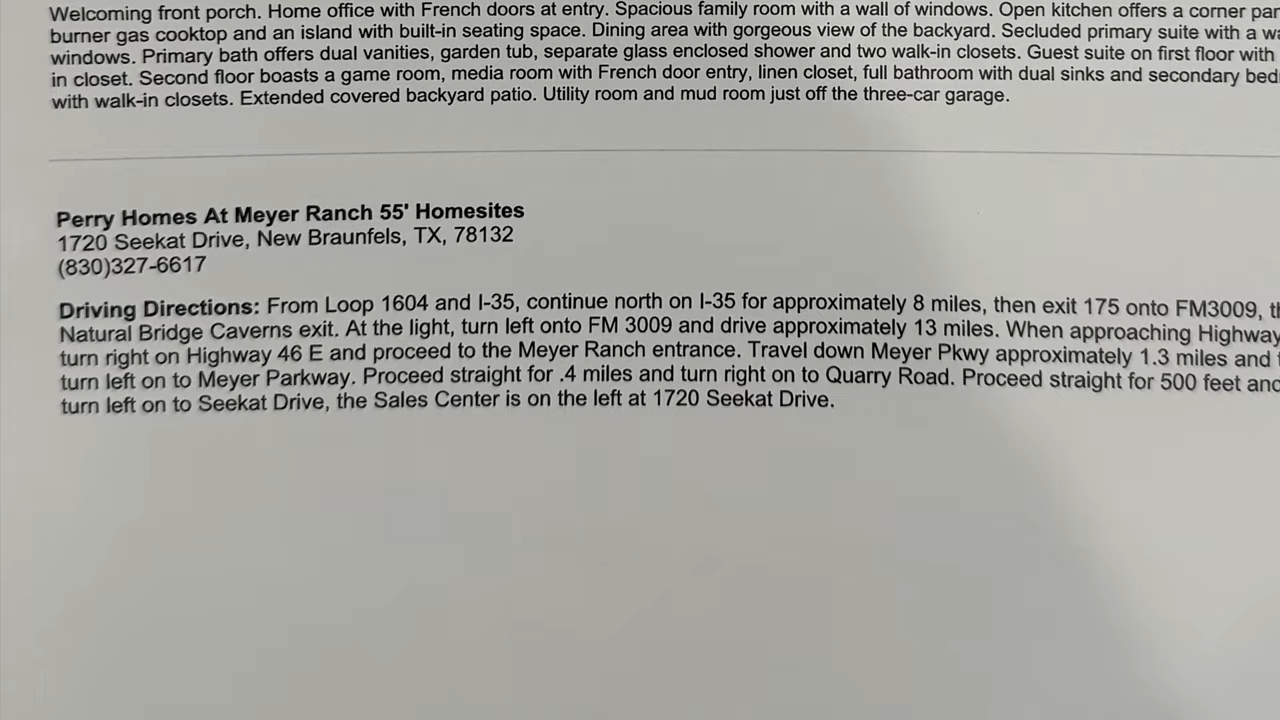 Welcoming front porch. Home office with French doors at entry. Spacious family room with a wall of windows. Open kitchen offers a corner
burner gas cooktop and an island with built-in seating space. Dining area with gorgeous view of the backyard. Secluded primary suite with a
windows. Primary bath offers dual vanities, garden tub, separate glass enclosed shower and two walk-in closets. Guest suite on first floor with
in closet. Second floor boasts a game room, media room with French door entry, linen closet, full bathroom with dual sinks and secondary
with walk-in closets. Extended covered backyard patio. Utility room and mud room just off the three-car garage.
Perry Homes At Meyer Ranch 55' Homesites
1720 Seekat Drive, New Braunfels, TX, 78132
(830)327-6617
Driving Directions: From Loop 1604 and I-35, continue north on I-35 for approximately 8 miles, then exit 175 onto FM3009,
Natural Bridge Caverns exit. At the light, turn left onto FM 3009 and drive approximately 13 miles. When approaching Highway
turn right on Highway 46 E and proceed to the Meyer Ranch entrance. Travel down Meyer Pkwy approximately 1.3 miles and
turn left on to Meyer Parkway. Proceed straight for .4 miles and turn right on to Quarry Road. Proceed straight for 500 feet and
turn left on to Seekat Drive, the Sales Center is on the left at 1720 Seekat Drive.